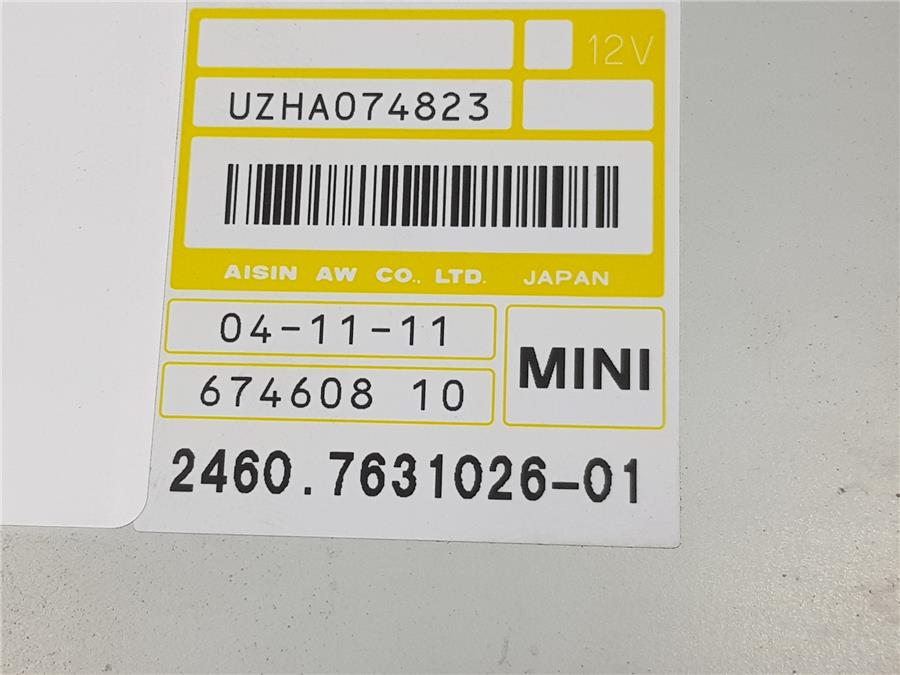 12V
UZHA074823
AISIN AW CO., LTD. JAPAN
04-11-11
674608 10
MINI
2460.7631026-01